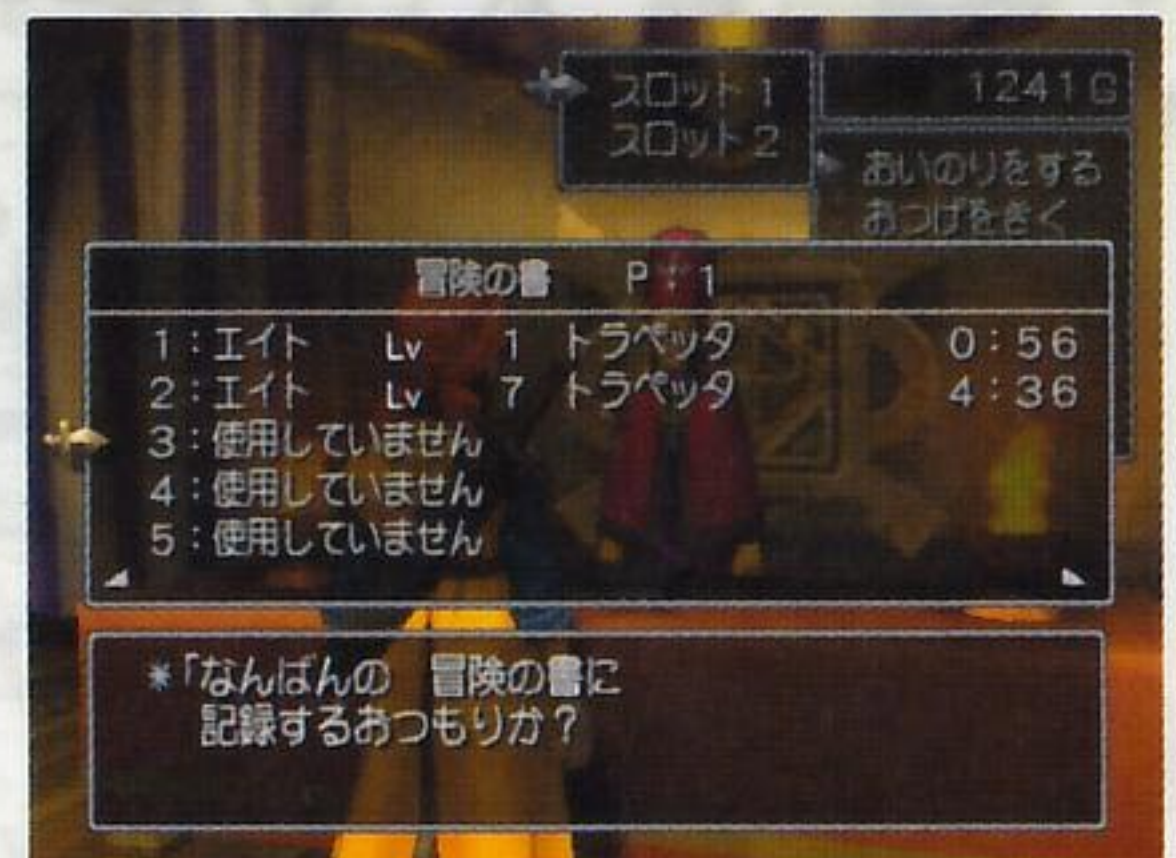 スロット1
スロット2
1241G
おいのりをする
おつげをきく
冒険の書 P:1
1:エイト Lv 1 トラペッタ 0:56
2:エイト Lv 7 トラペッタ 4:36
3:使用していません
4:使用していません
5:使用していません
*「なんばんの 冒険の書に
記録するおつもりか?